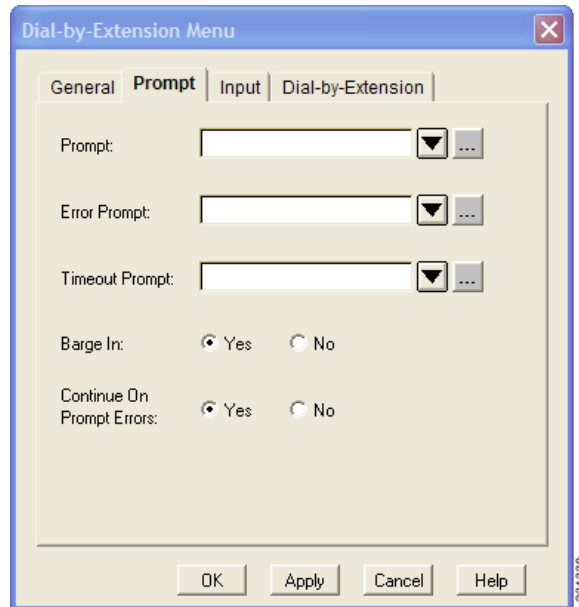 Dial-by-Extension Menu
General Prompt Input Dial-by-Extension
Prompt:
...
Error Prompt:
...
Timeout Prompt:
...
Barge In: Yes No
Continue On
Prompt Errors: Yes No
OK Apply Cancel Help